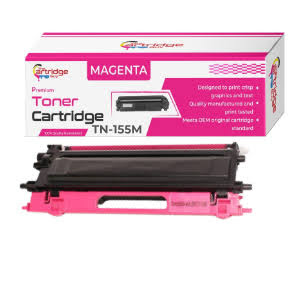 Cartridge
MAGENTA
Premium
Toner
Cartridge
TN-155M
Designed to print crisp
graphics and text
Quality manufactured and
print tested
Meets OEM original cartridge
standard